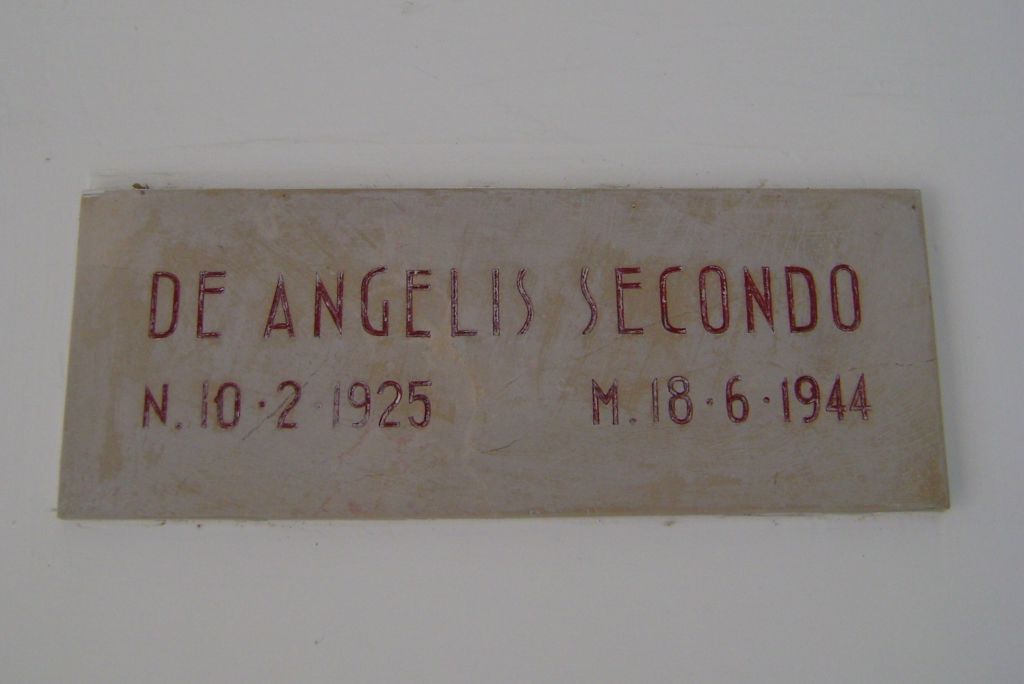 DE ANGELIS SECONDO
N. 10·2·1925 M. 18·6·1944